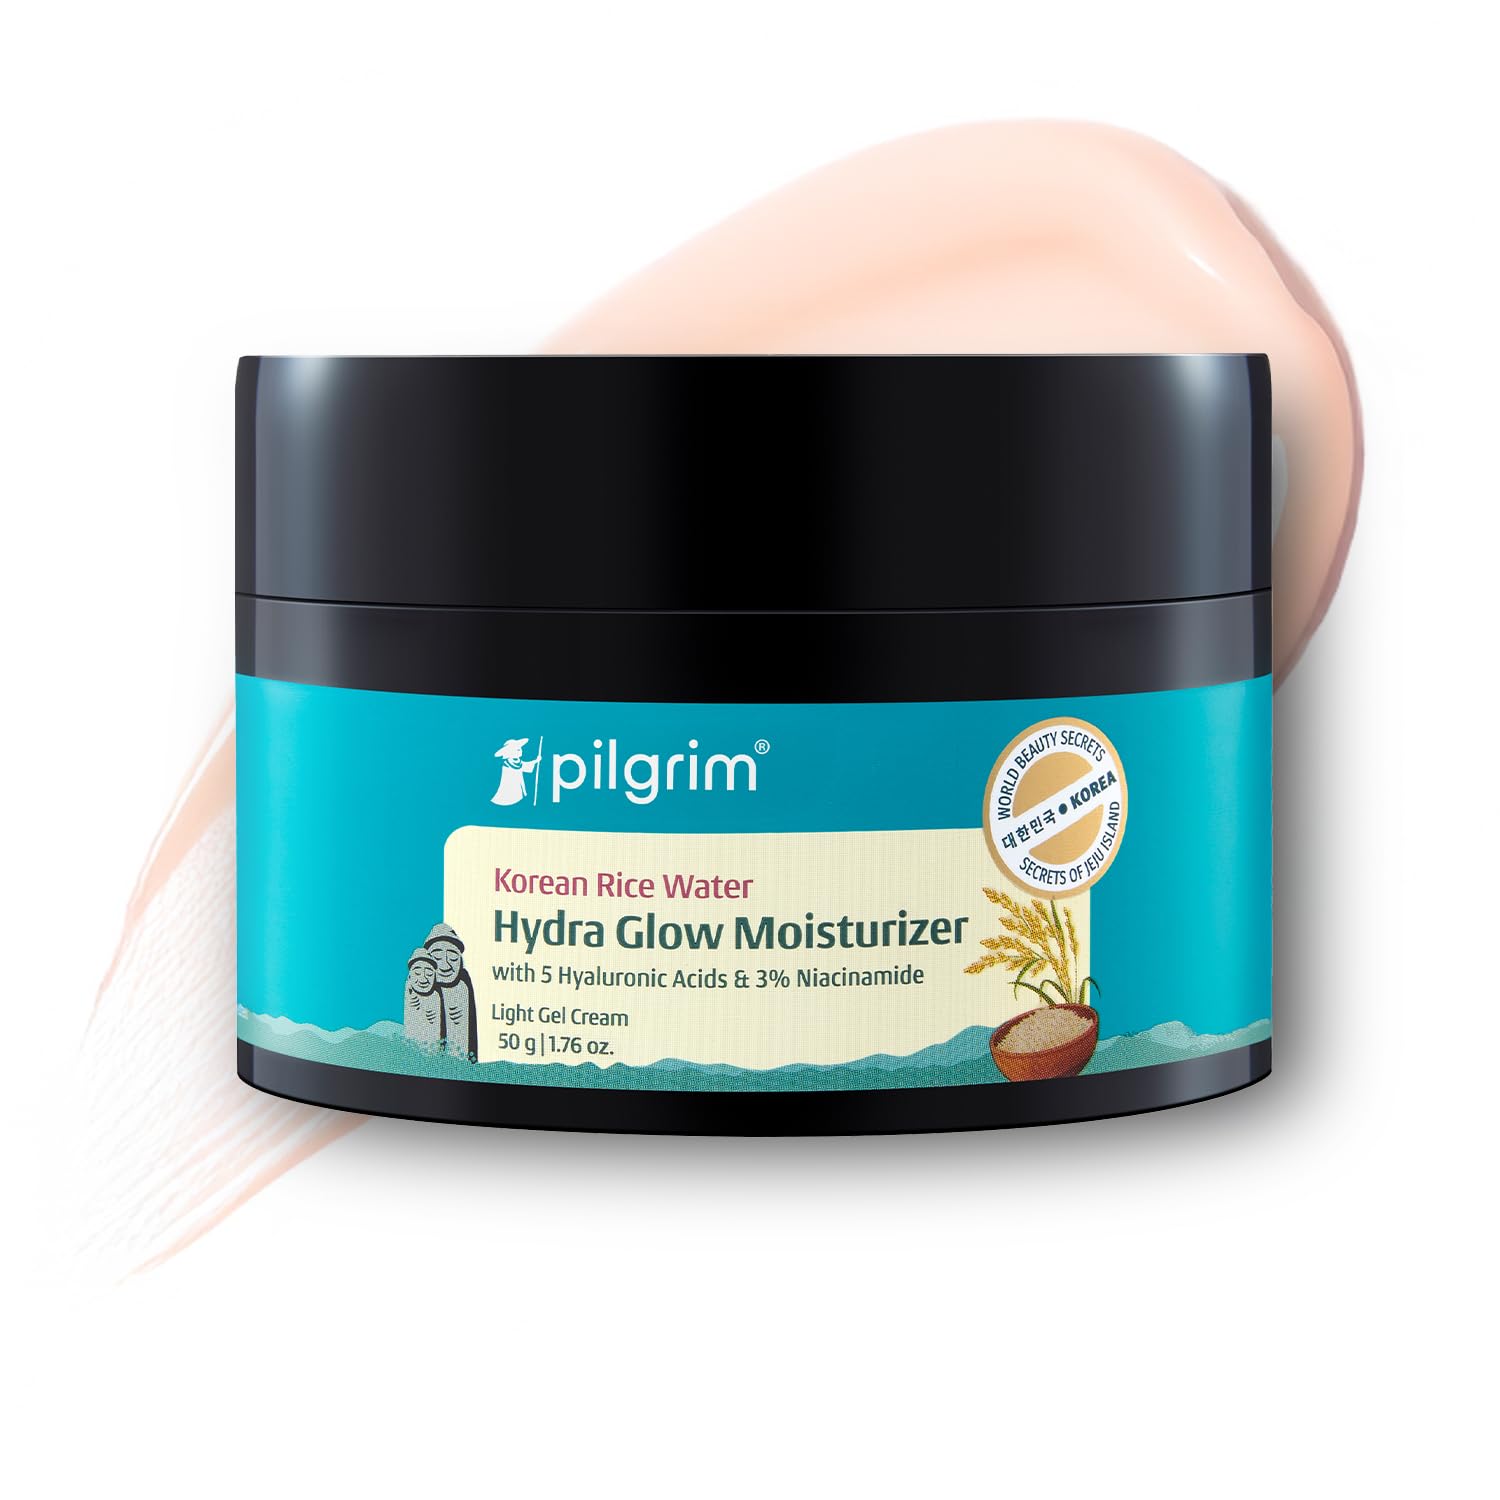 pilgrim®
WORLD BEAUTY SECRETS
대한민국 • KOREA
SECRETS OF JEJU ISLAND
Korean Rice Water
Hydra Glow Moisturizer
with 5 Hyaluronic Acids & 3% Niacinamide
Light Gel Cream
50 g | 1.76 oz.